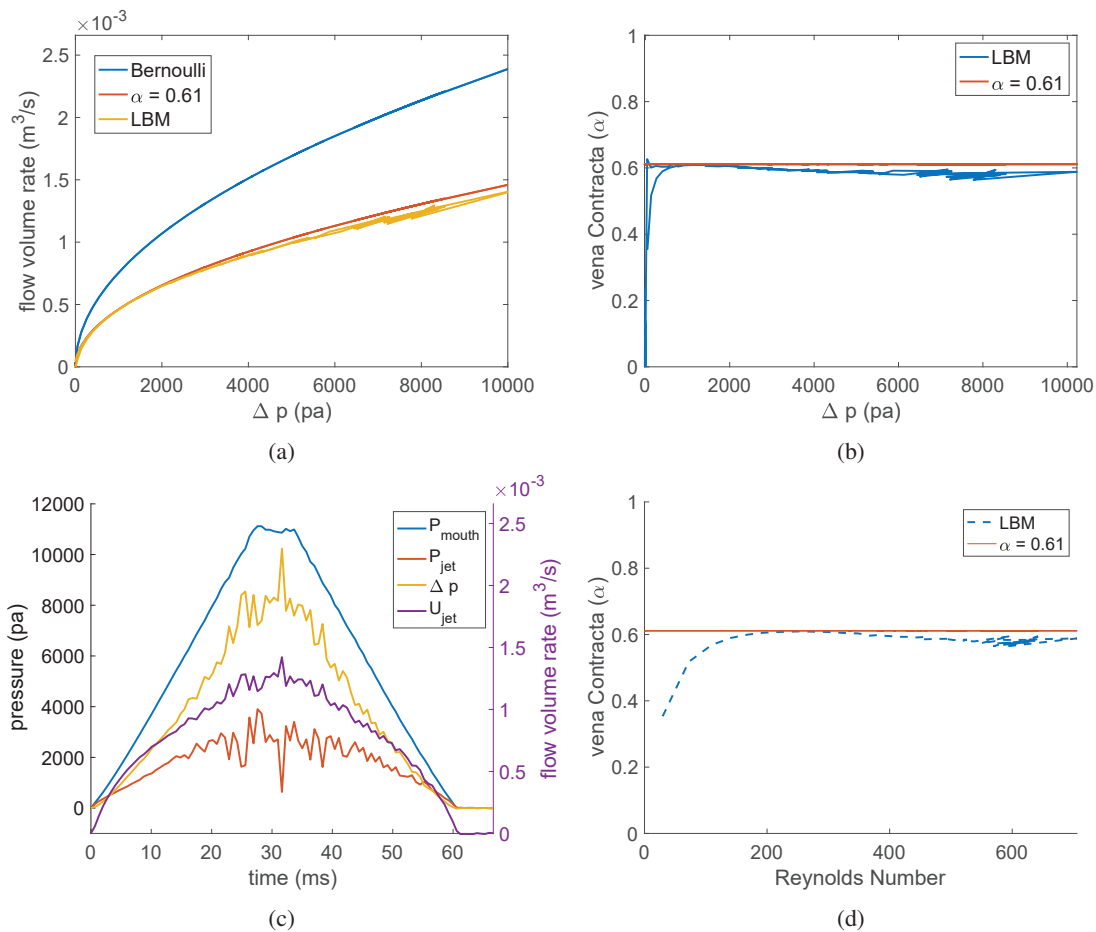 ×10⁻³
2.5
2
1.5
1
0.5
0
flow volume rate (m³/s)
Bernoulli
α = 0.61
LBM
0 2000 4000 6000 8000 10000
Δ p (pa)
(a)
1
0.8
0.6
0.4
0.2
0
vena Contracta (α)
LBM
α = 0.61
0 2000 4000 6000 8000 10000
Δ p (pa)
(b)
12000
10000
8000
6000
4000
2000
0
pressure (pa)
×10⁻³
2.5
2
1.5
1
0.5
0
flow volume rate (m³/s)
P_mouth
P_jet
Δ p
U_jet
0 10 20 30 40 50 60
time (ms)
(c)
1
0.8
0.6
0.4
0.2
0
vena Contracta (α)
LBM
α = 0.61
0 200 400 600
Reynolds Number
(d)